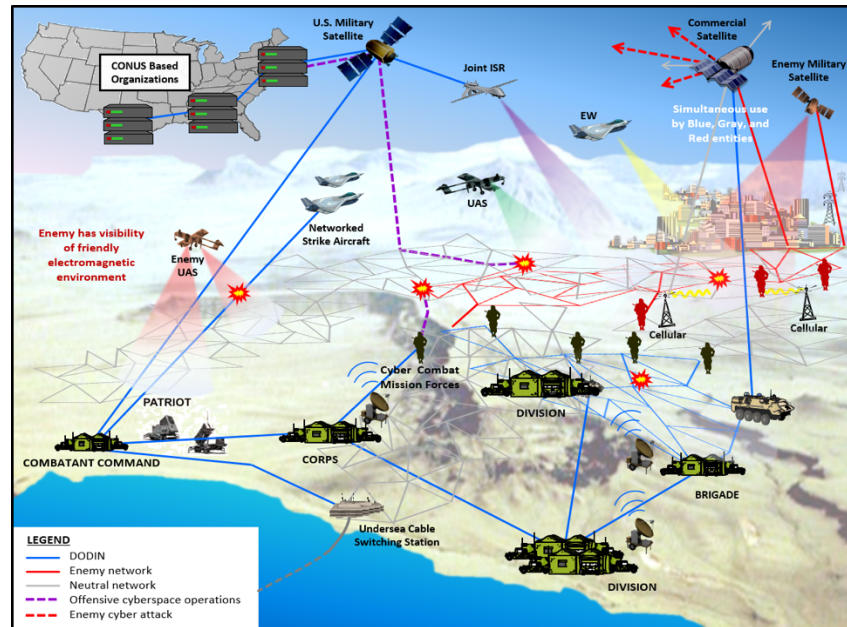 U.S. Military
Satellite
CONUS Based
Organizations
Joint ISR
Commercial
Satellite
Enemy Military
Satellite
EW
Simultaneous use
by Blue, Gray, and
Red entities
UAS
Networked
Strike Aircraft
Enemy has visibility
of friendly
electromagnetic
environment
Enemy
UAS
Cellular
Cellular
Cyber Combat
Mission Forces
DIVISION
PATRIOT
COMBATANT COMMAND
CORPS
BRIGADE
Undersea Cable
Switching Station
DIVISION
LEGEND
DODIN
Enemy network
Neutral network
Offensive cyberspace operations
Enemy cyber attack